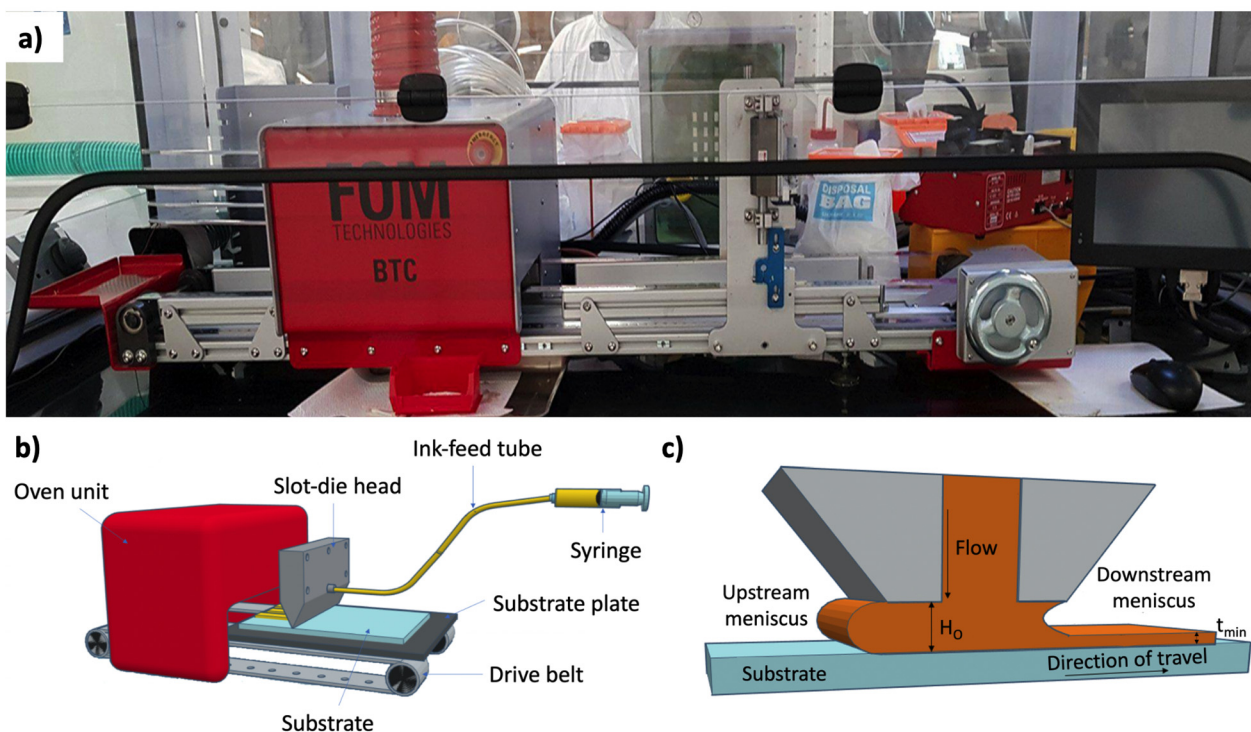 a)
EMERGENCY
FOM
TECHNOLOGIES
BTC
DISPOSAL
BAG
b)
Ink-feed tube
Oven unit
Slot-die head
Syringe
Substrate plate
Drive belt
Substrate
c)
Flow
Upstream
meniscus
Downstream
meniscus
H₀
tmin
Direction of travel
Substrate